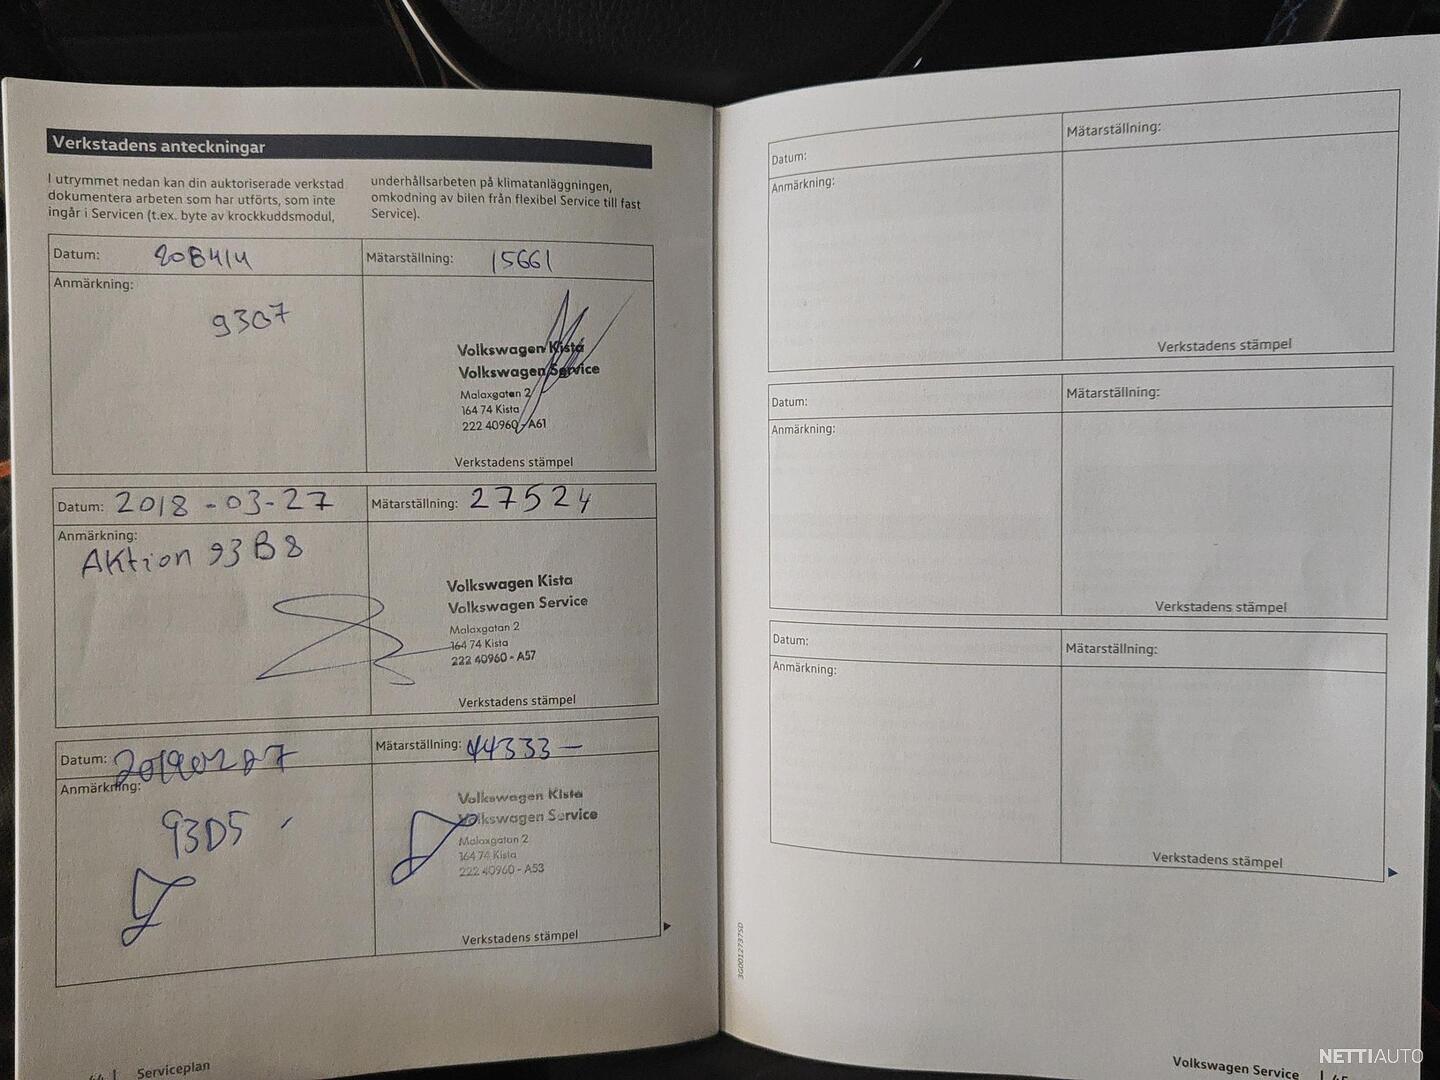 Verkstadens anteckningar
I utrymmet nedan kan din auktoriserade verkstad
dokumentera arbeten som har utförts, som inte
ingår i Servicen (t.ex. byte av krockkuddsmodul,
underhållsarbeten på klimatanläggningen,
omkodning av bilen från flexibel Service till fast
Service).
Datum:
Mätarställning: 15661
Anmärkning:
Volkswagen Kista
Volkswagen Service
Malaxgatan 2
164 74 Kista
222 40960 - A61
Verkstadens stämpel
Datum: 2018-03-27
Mätarställning: 27524
Anmärkning:
AKtion 93B8
Volkswagen Kista
Volkswagen Service
Malaxgatan 2
164 74 Kista
222 40960 - A57
Verkstadens stämpel
Datum:
Mätarställning: 44333 —
Anmärkning:
93D5
Volkswagen Kista
Volkswagen Service
Malaxgatan 2
164 74 Kista
222 40960 - A53
Verkstadens stämpel
Serviceplan
Datum:
Mätarställning:
Anmärkning:
Verkstadens stämpel
Datum:
Mätarställning:
Anmärkning:
Verkstadens stämpel
Datum:
Mätarställning:
Anmärkning:
Verkstadens stämpel
3G0012737SD
Volkswagen Service
NETTIAUTO